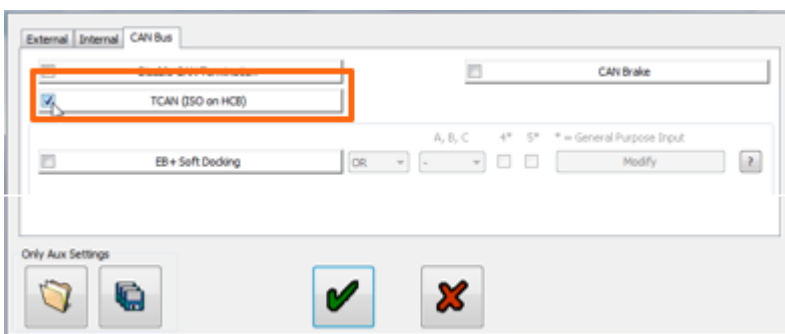 External Internal CAN Bus
CAN Brake
TCAN (ISO on HCB)
A, B, C 4* 5* * = General Purpose Input
EB+ Soft Docking OR - Modify ?
Only Aux Settings